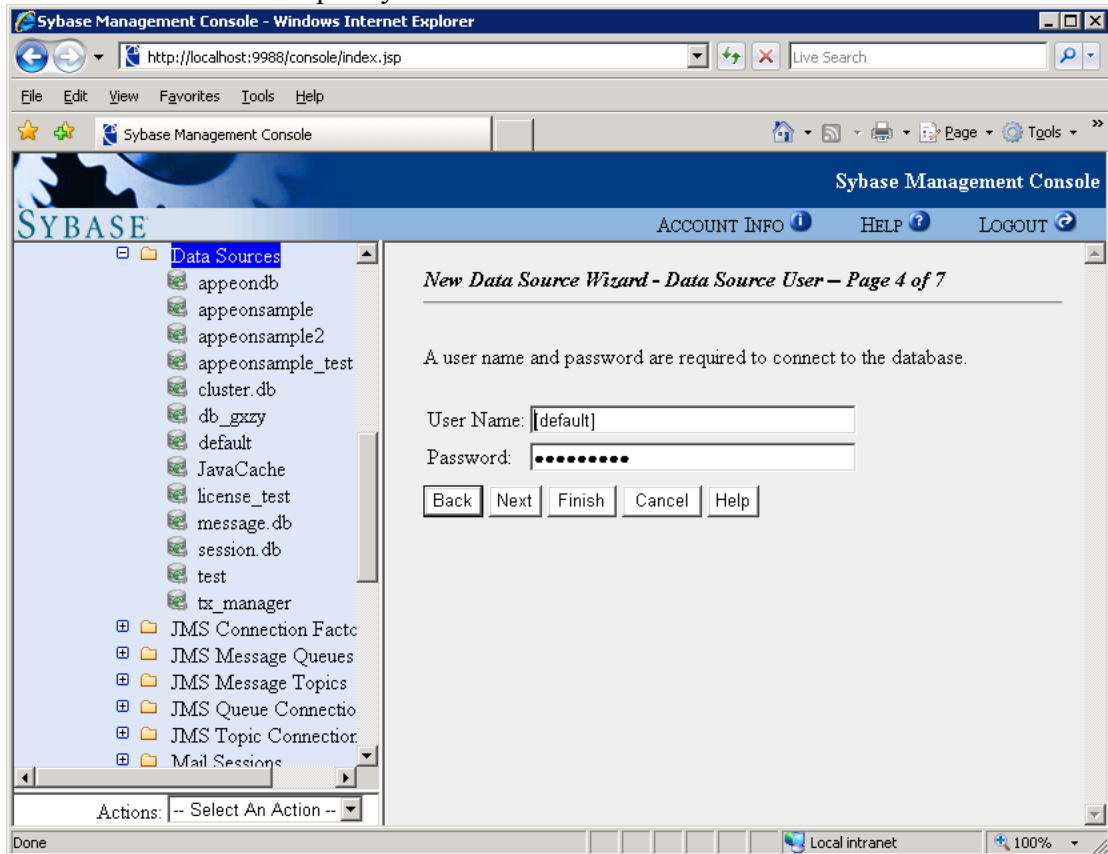 Sybase Management Console - Windows Internet Explorer
http://localhost:9988/console/index.jsp
Live Search
File Edit View Favorites Tools Help
Sybase Management Console
Page Tools »
Sybase Management Console
SYBASE
ACCOUNT INFO HELP LOGOUT
Data Sources
appeondb
appeonsample
appeonsample2
appeonsample_test
cluster.db
db_gxzy
default
JavaCache
license_test
message.db
session.db
test
tx_manager
JMS Connection Facto
JMS Message Queues
JMS Message Topics
JMS Queue Connectio
JMS Topic Connection
Mail Sessions
Actions: -- Select An Action --
New Data Source Wizard - Data Source User – Page 4 of 7
A user name and password are required to connect to the database.
User Name: [default]
Password: •••••••••
Back Next Finish Cancel Help
Done
Local intranet
100%